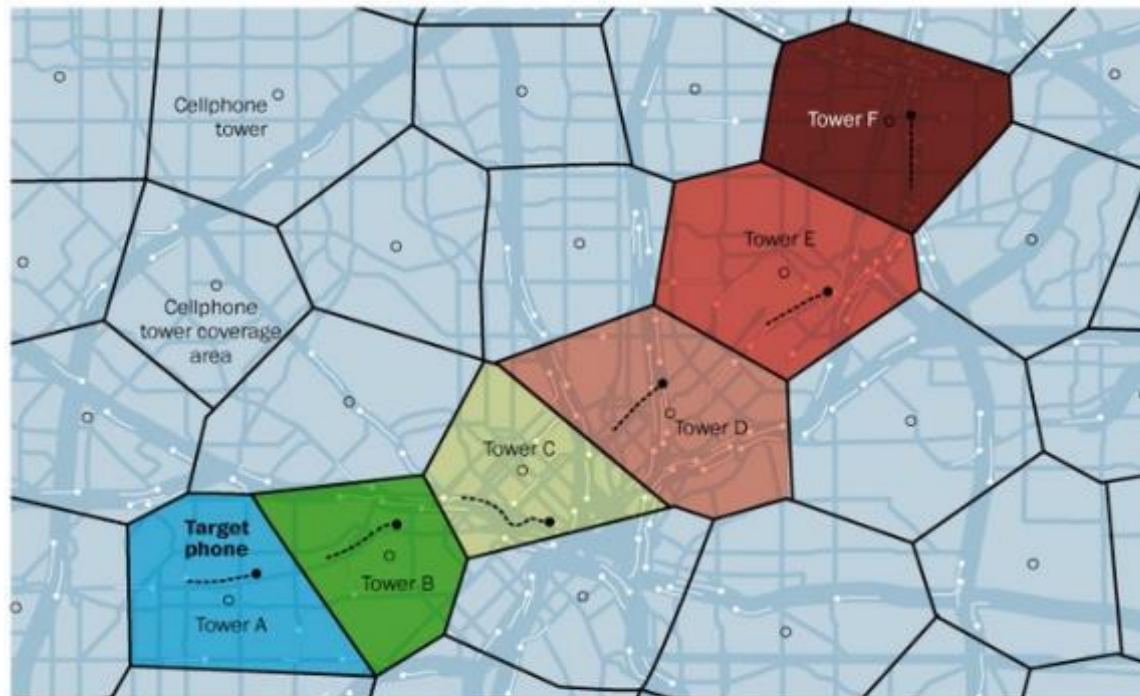 Cellphone
tower
Tower F
Tower E
Cellphone
tower coverage
area
Tower D
Tower C
Target
phone
Tower B
Tower A